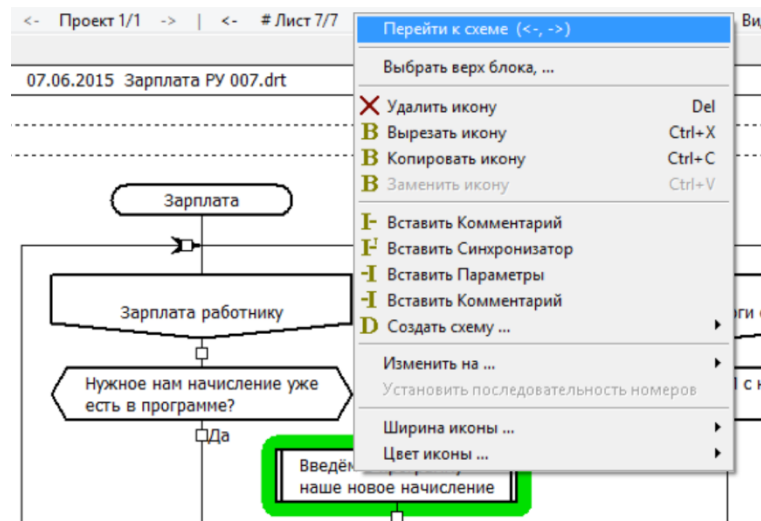 <- Проект 1/1 -> | <- # Лист 7/7
Перейти к схеме (<-, ->)
Выбрать верх блока, ...
Удалить икону Del
В Вырезать икону Ctrl+X
В Копировать икону Ctrl+C
В Заменить икону Ctrl+V
Вставить Комментарий
Вставить Синхронизатор
Вставить Параметры
Вставить Комментарий
D Создать схему ...
Изменить на ...
Установить последовательность номеров
Ширина иконы ...
Цвет иконы ...
07.06.2015 Зарплата РУ 007.drt
Зарплата
Зарплата работнику
Нужное нам начисление уже
есть в программе?
Да
наше новое начисление